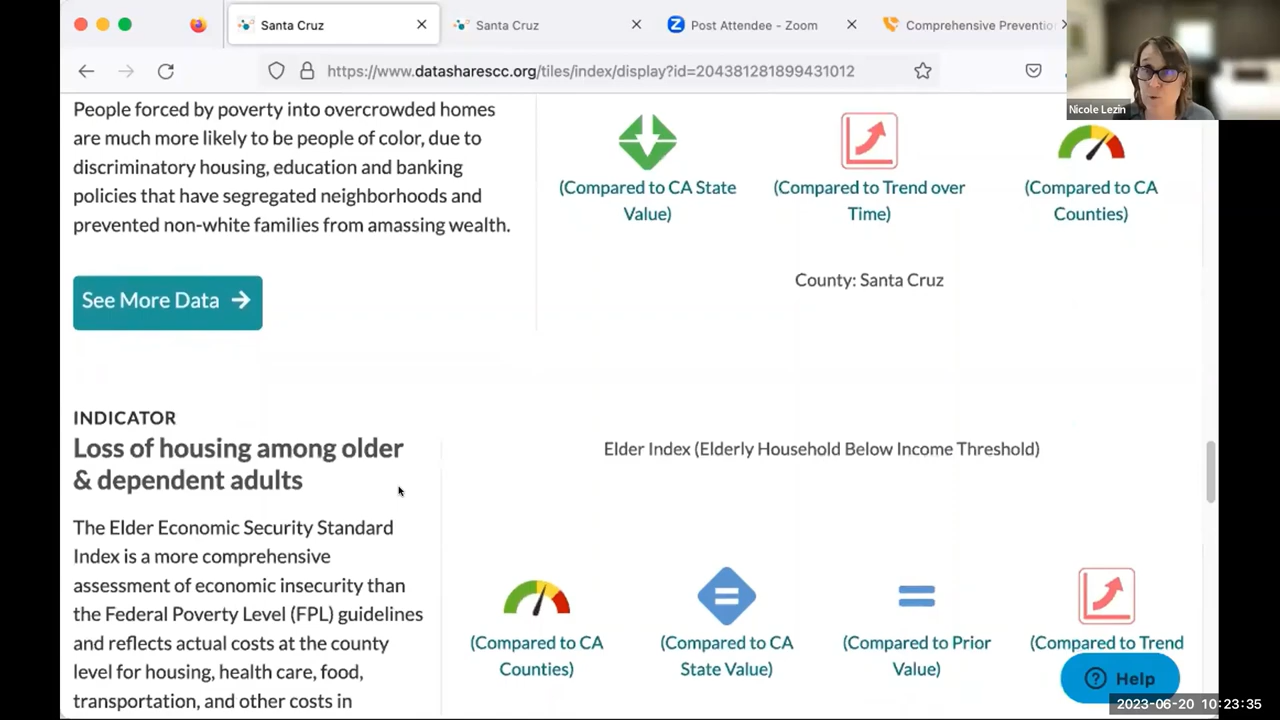 Santa Cruz
Santa Cruz
Post Attendee - Zoom
Comprehensive Preventio
https://www.datasharescc.org/tiles/index/display?id=204381281899431012
Nicole Lezin
People forced by poverty into overcrowded homes
are much more likely to be people of color, due to
discriminatory housing, education and banking
policies that have segregated neighborhoods and
prevented non-white families from amassing wealth.
(Compared to CA State
Value)
(Compared to Trend over
Time)
(Compared to CA
Counties)
County: Santa Cruz
See More Data
INDICATOR
Loss of housing among older
& dependent adults
The Elder Economic Security Standard
Index is a more comprehensive
assessment of economic insecurity than
the Federal Poverty Level (FPL) guidelines
and reflects actual costs at the county
level for housing, health care, food,
transportation, and other costs in
Elder Index (Elderly Household Below Income Threshold)
(Compared to CA
Counties)
(Compared to CA
State Value)
(Compared to Prior
Value)
(Compared to Trend
Help
2023-06-20 10:23:35